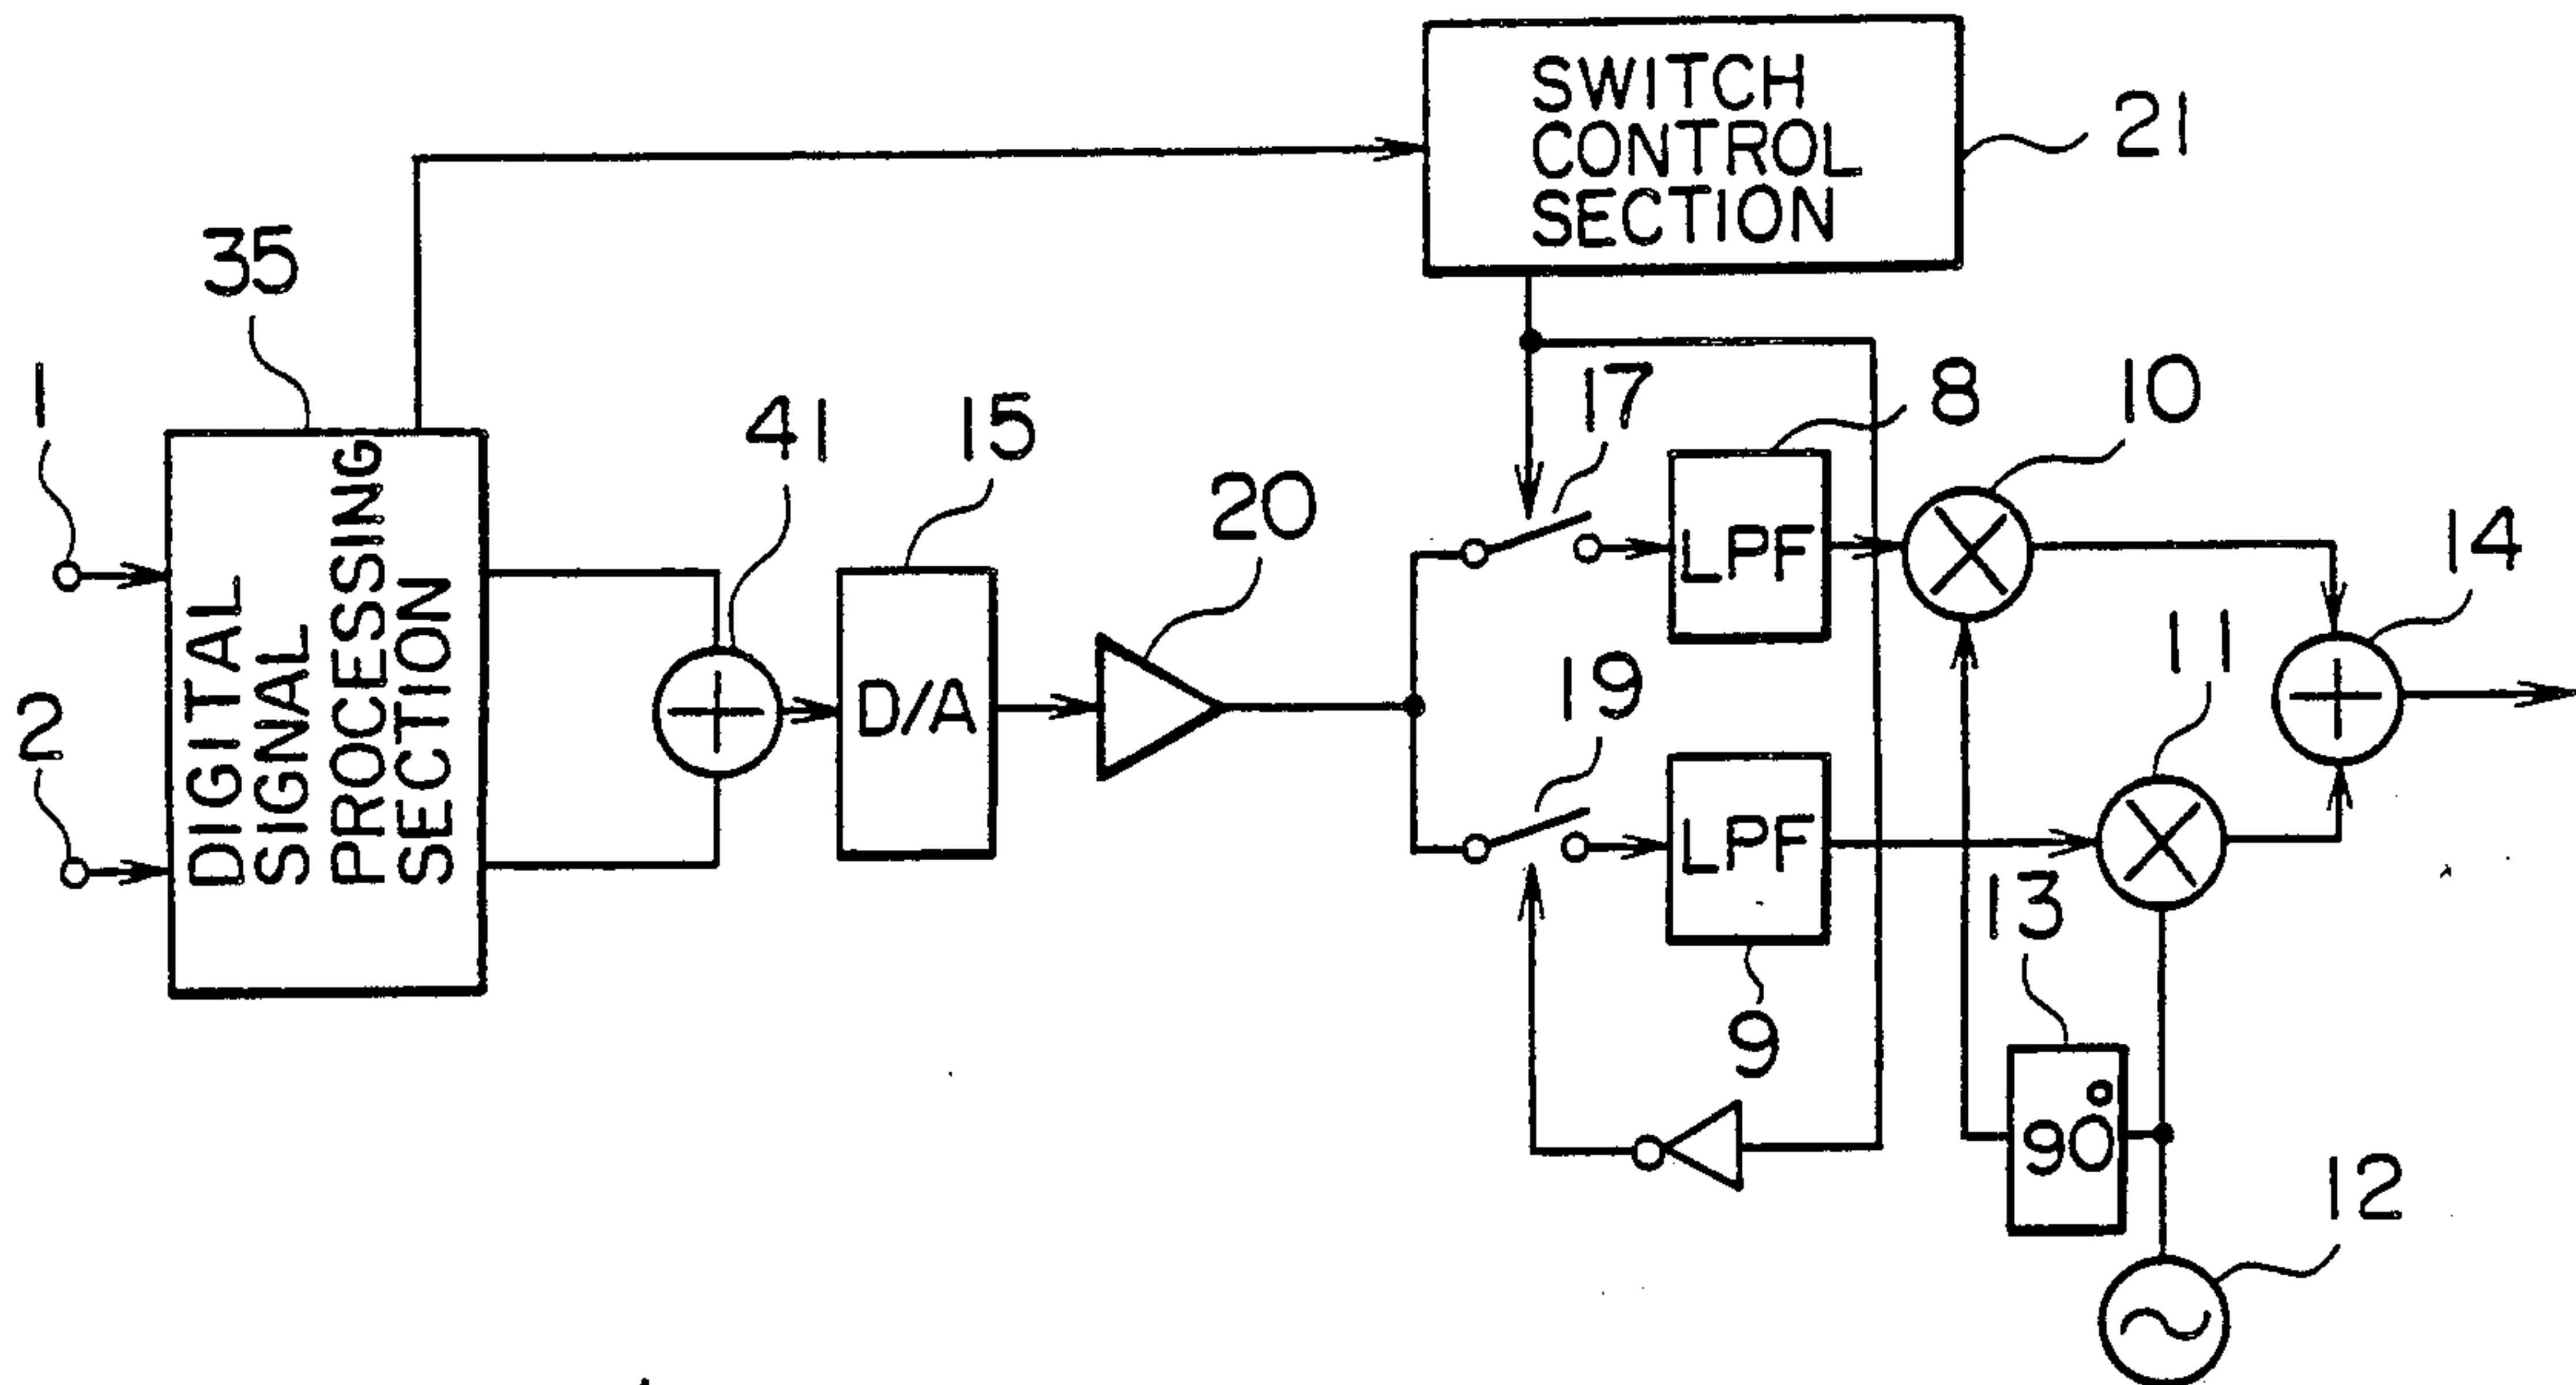 SWITCH
CONTROL
SECTION
21
35
1
2
DIGITAL
SIGNAL
PROCESSING
SECTION
41
15
D/A
20
17
8
LPF
10
14
19
LPF
9
11
13
90°
12